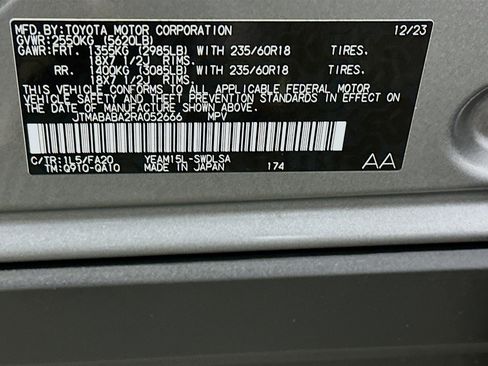 MFD.BY:TOYOTA MOTOR CORPORATION 12/23
GVWR:2550KG (5620LB)
GAWR:FRT. 1355KG (2985LB) WITH 235/60R18 TIRES.
18X7 1/2J RIMS.
RR. 1400KG (3085LB) WITH 235/60R18 TIRES.
18X7 1/2J RIMS.
THIS VEHICLE CONFORMS TO ALL APPLICABLE FEDERAL MOTOR
VEHICLE SAFETY AND THEFT PREVENTION STANDARDS IN EFFECT
ON THE DATE OF MANUFACTURE SHOWN ABOVE.
JTMABABA2RA052666 MPV
C/TR:1L5/FA20 YEAM15L-SWDLSA
TM:Q910-QA10 MADE IN JAPAN 174 AA